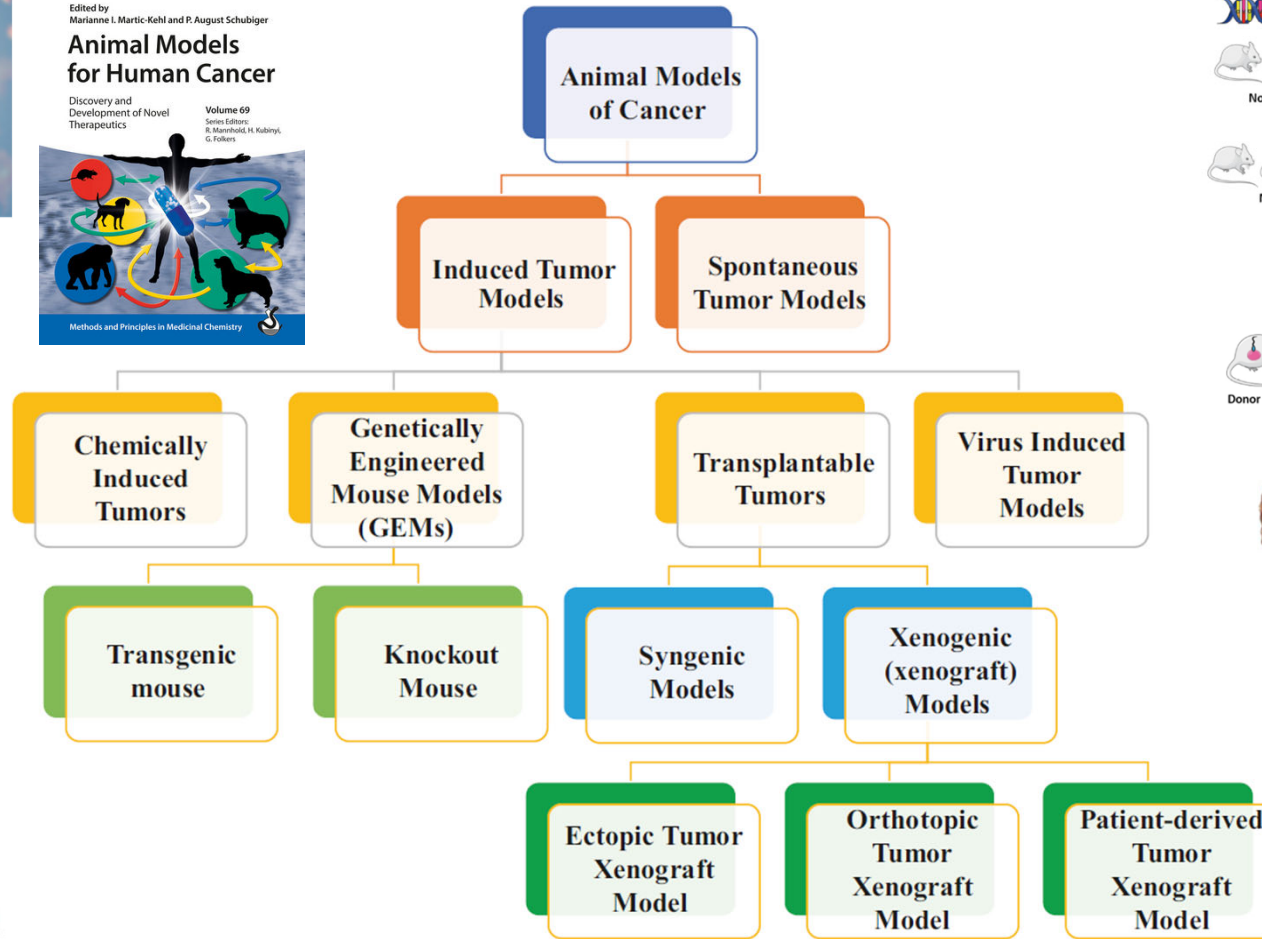 Edited by
Marianne I. Martic-Kehl and P. August Schubiger
Animal Models
for Human Cancer
Discovery and
Development of Novel
Therapeutics
Volume 69
Series Editors:
R. Mannhold, H. Kubinyi,
G. Folkers
Methods and Principles in Medicinal Chemistry
Animal Models
of Cancer
Induced Tumor
Models
Spontaneous
Tumor Models
Chemically
Induced
Tumors
Genetically
Engineered
Mouse Models
(GEMs)
Transplantable
Tumors
Virus Induced
Tumor
Models
Transgenic
mouse
Knockout
Mouse
Syngenic
Models
Xenogenic
(xenograft)
Models
Ectopic Tumor
Xenograft
Model
Orthotopic
Tumor
Xenograft
Model
Patient-derived
Tumor
Xenograft
Model
Donor